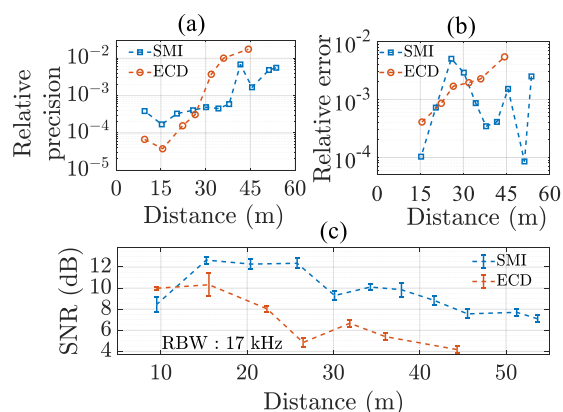 (a)
Relative precision
10^-2
10^-3
10^-4
10^-5
SMI
ECD
0 15 30 45 60
Distance (m)
(b)
Relative error
10^-2
10^-3
10^-4
SMI
ECD
0 15 30 45 60
Distance (m)
(c)
SNR (dB)
12
10
8
6
4
SMI
ECD
RBW : 17 kHz
10 20 30 40 50
Distance (m)